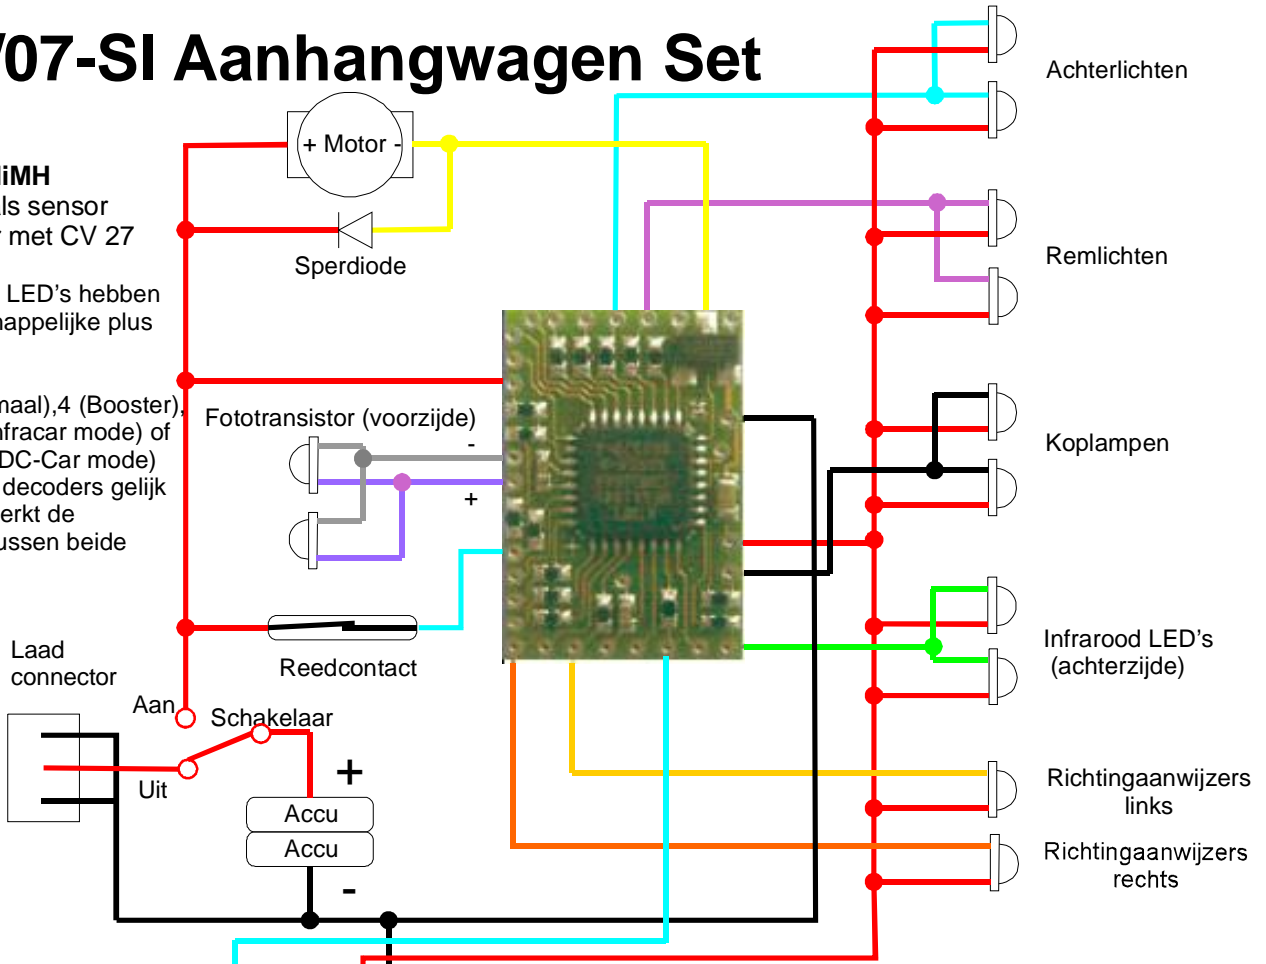 /07-SI Aanhangwagen Set
Achterlichten
+ Motor -
iMH
als sensor
r met CV 27
Sperdiode
Remlichten
LED's hebben
happelijke plus
maal),4 (Booster),
nfracar mode) of
DC-Car mode)
decoders gelijk
erkt de
ussen beide
Fototransistor (voorzijde)
-
+
Koplampen
Reedcontact
Infrarood LED's
(achterzijde)
Laad
connector
Aan
Schakelaar
Uit
+
Accu
Accu
-
Richtingaanwijzers
links
Richtingaanwijzers
rechts